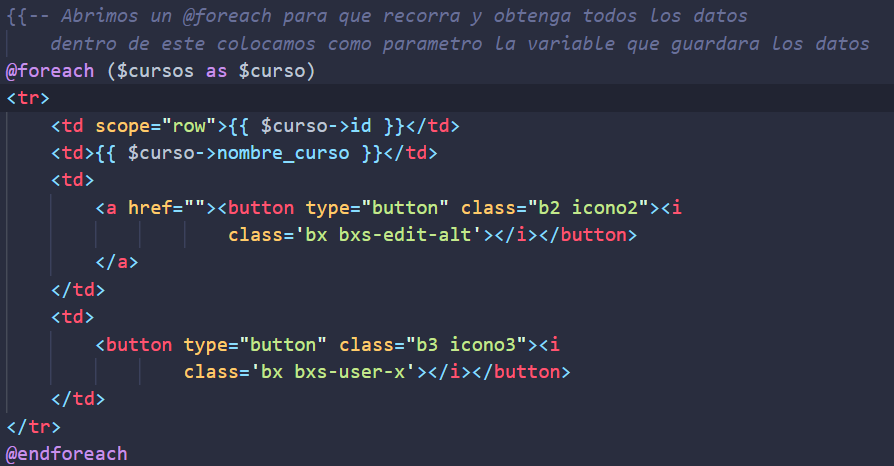 {{-- Abrimos un @foreach para que recorra y obtenga todos los datos
dentro de este colocamos como parametro la variable que guardara los datos
@foreach ($cursos as $curso)
<tr>
<td scope="row">{{ $curso->id }}</td>
<td>{{ $curso->nombre_curso }}</td>
<td>
<a href=""><button type="button" class="b2 icono2"><i
class='bx bxs-edit-alt'></i></button>
</a>
</td>
<td>
<button type="button" class="b3 icono3"><i
class='bx bxs-user-x'></i></button>
</td>
</tr>
@endforeach